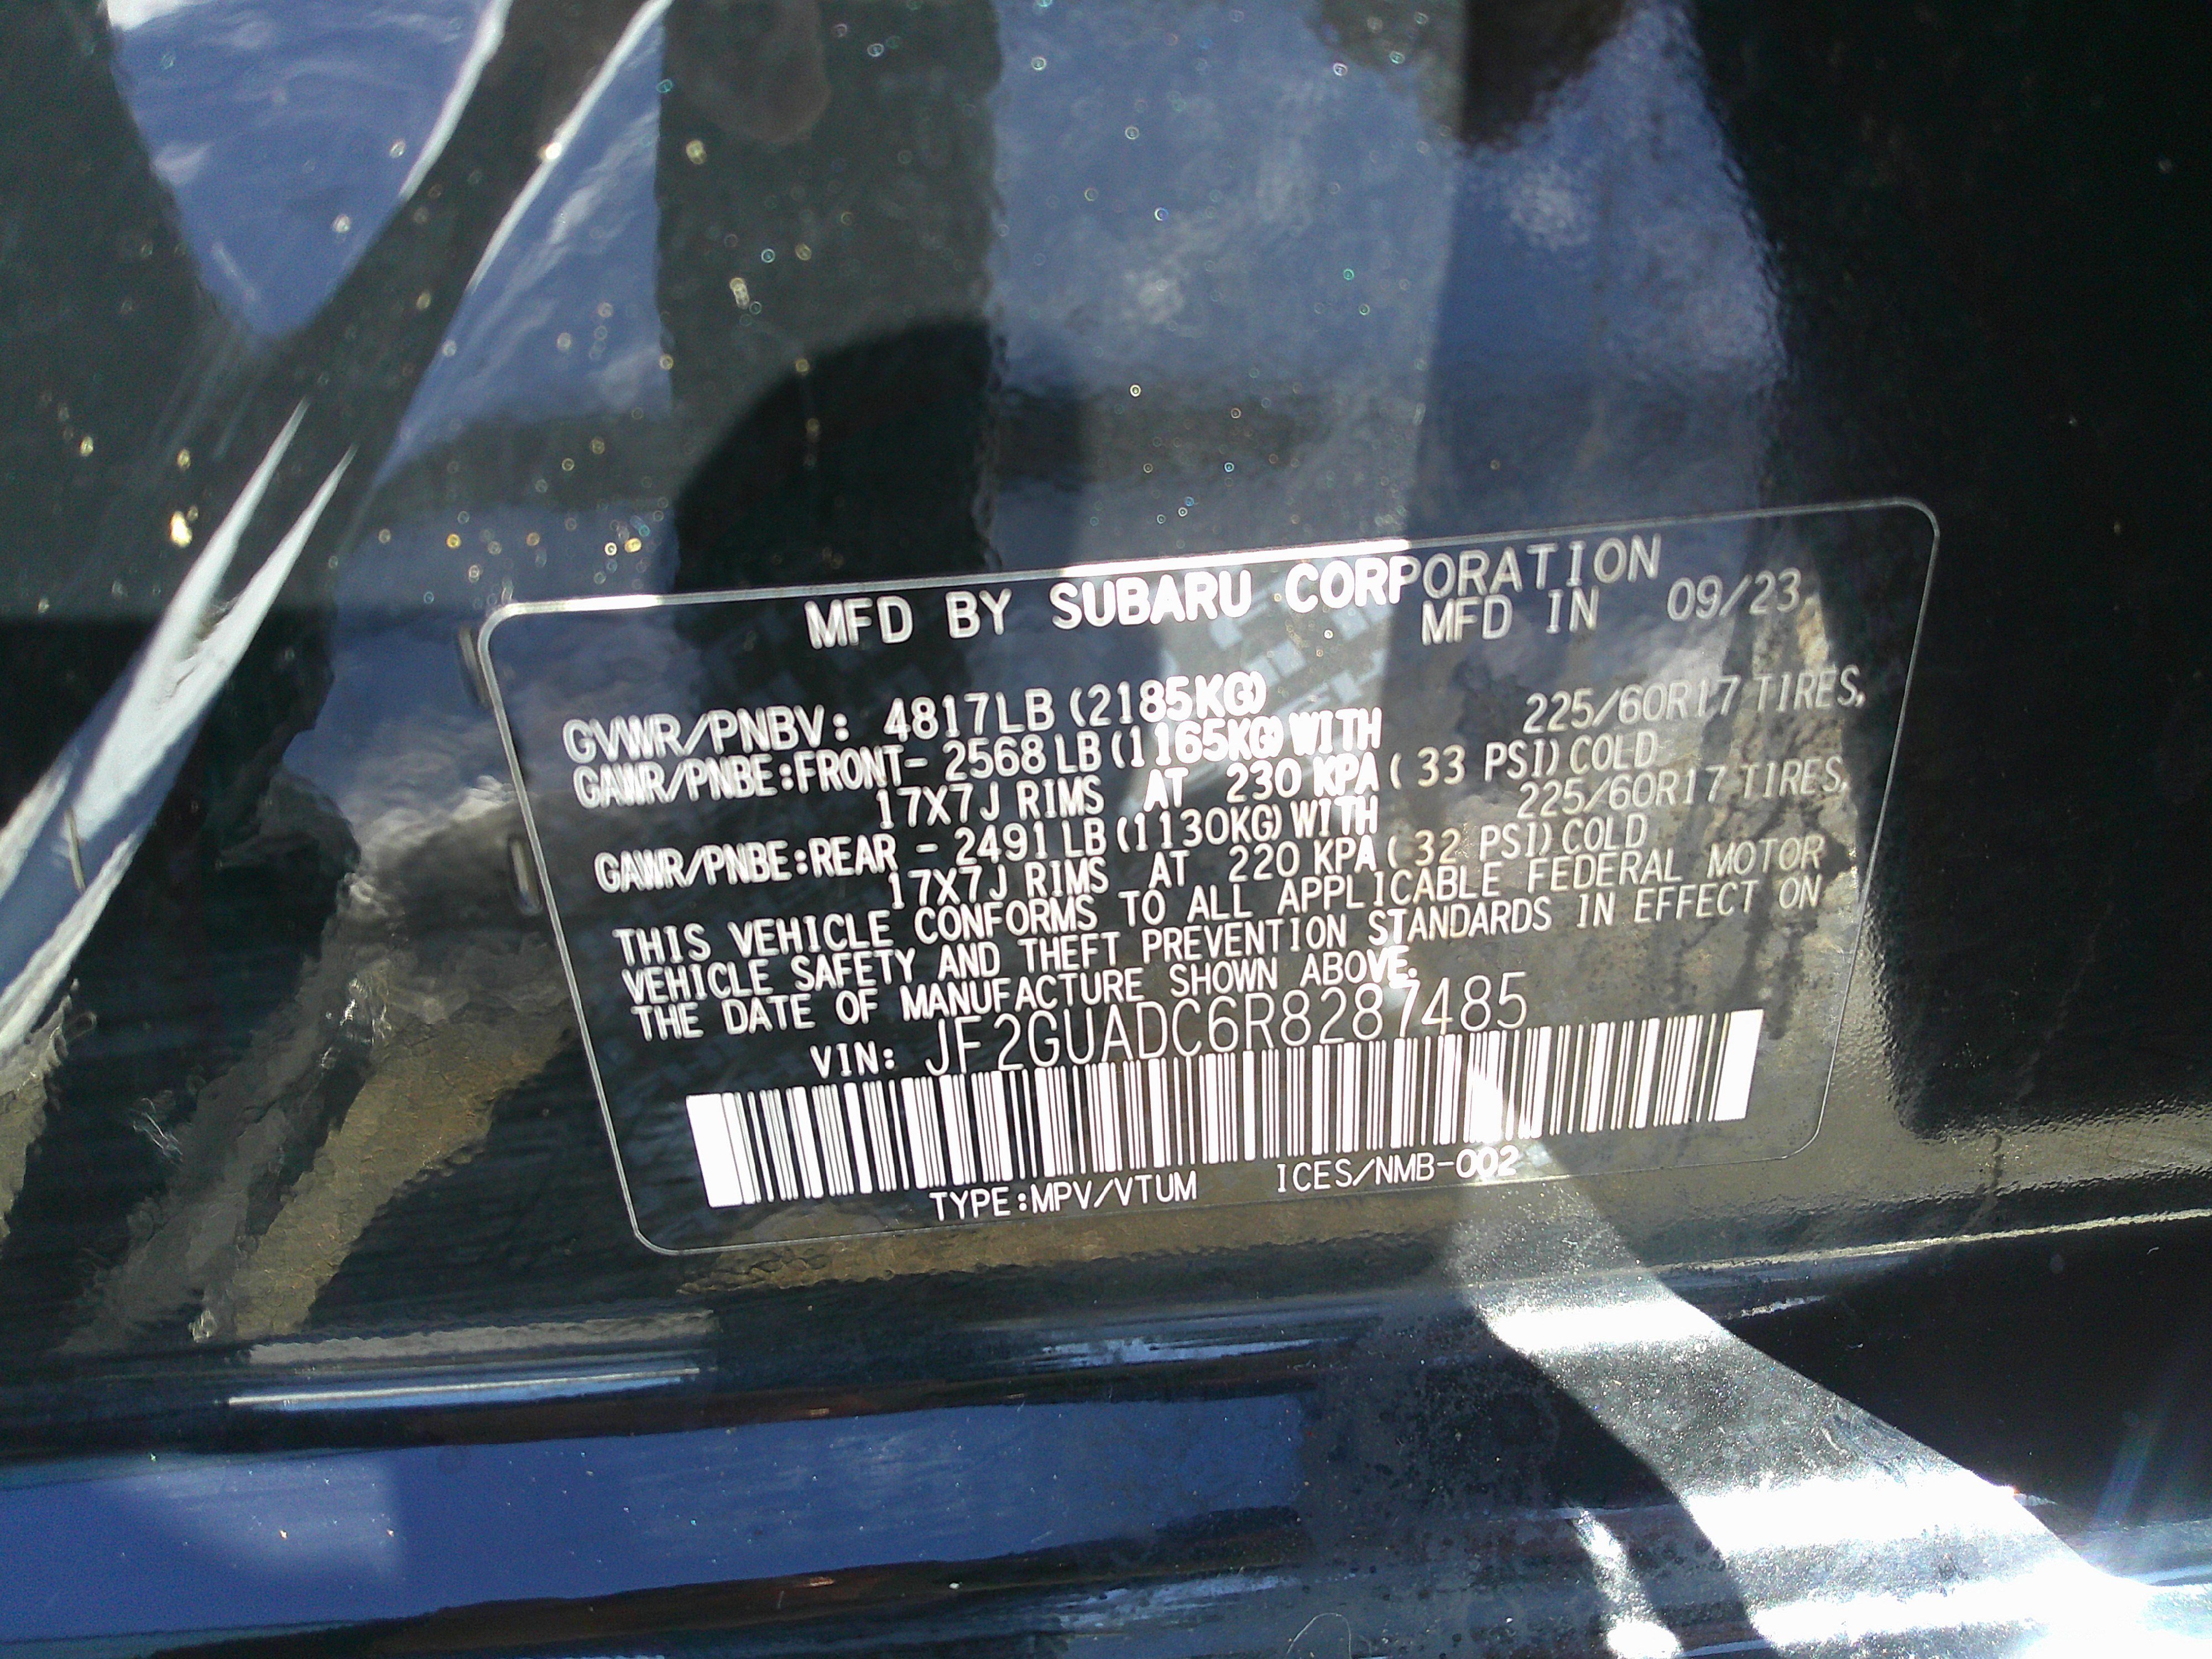 MFD BY SUBARU CORPORATION
MFD IN 09/23
GVWR/PNBV: 4817LB (2185KG)
GAWR/PNBE:FRONT- 2568 LB (1165KG) WITH 225/60R17 TIRES,
17X7J RIMS AT 230 KPA ( 33 PSI) COLD
GAWR/PNBE:REAR - 2491 LB (1130KG) WITH 225/60R17 TIRES,
17X7J RIMS AT 220 KPA ( 32 PSI) COLD
THIS VEHICLE CONFORMS TO ALL APPLICABLE FEDERAL MOTOR
VEHICLE SAFETY AND THEFT PREVENTION STANDARDS IN EFFECT ON
THE DATE OF MANUFACTURE SHOWN ABOVE.
VIN: JF2GUADC6R8287485
TYPE:MPV/VTUM ICES/NMB-002